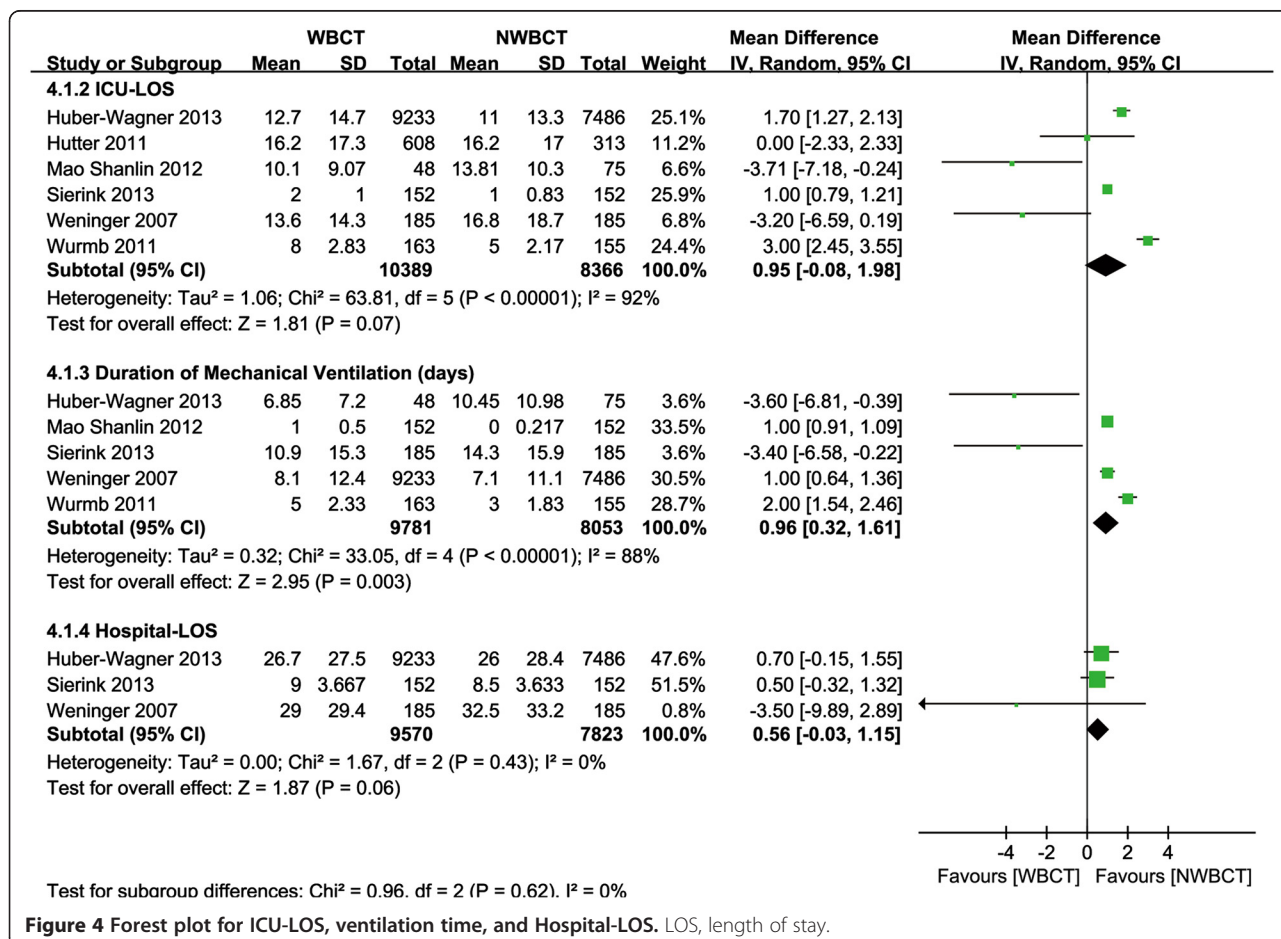 WBCT NWBCT Mean Difference Mean Difference
Study or Subgroup Mean SD Total Mean SD Total Weight IV, Random, 95% CI IV, Random, 95% CI
4.1.2 ICU-LOS
Huber-Wagner 2013 12.7 14.7 9233 11 13.3 7486 25.1% 1.70 [1.27, 2.13]
Hutter 2011 16.2 17.3 608 16.2 17 313 11.2% 0.00 [-2.33, 2.33]
Mao Shanlin 2012 10.1 9.07 48 13.81 10.3 75 6.6% -3.71 [-7.18, -0.24]
Sierink 2013 2 1 152 1 0.83 152 25.9% 1.00 [0.79, 1.21]
Weninger 2007 13.6 14.3 185 16.8 18.7 185 6.8% -3.20 [-6.59, 0.19]
Wurmb 2011 8 2.83 163 5 2.17 155 24.4% 3.00 [2.45, 3.55]
Subtotal (95% CI) 10389 8366 100.0% 0.95 [-0.08, 1.98]
Heterogeneity: Tau² = 1.06; Chi² = 63.81, df = 5 (P < 0.00001); I² = 92%
Test for overall effect: Z = 1.81 (P = 0.07)
4.1.3 Duration of Mechanical Ventilation (days)
Huber-Wagner 2013 6.85 7.2 48 10.45 10.98 75 3.6% -3.60 [-6.81, -0.39]
Mao Shanlin 2012 1 0.5 152 0 0.217 152 33.5% 1.00 [0.91, 1.09]
Sierink 2013 10.9 15.3 185 14.3 15.9 185 3.6% -3.40 [-6.58, -0.22]
Weninger 2007 8.1 12.4 9233 7.1 11.1 7486 30.5% 1.00 [0.64, 1.36]
Wurmb 2011 5 2.33 163 3 1.83 155 28.7% 2.00 [1.54, 2.46]
Subtotal (95% CI) 9781 8053 100.0% 0.96 [0.32, 1.61]
Heterogeneity: Tau² = 0.32; Chi² = 33.05, df = 4 (P < 0.00001); I² = 88%
Test for overall effect: Z = 2.95 (P = 0.003)
4.1.4 Hospital-LOS
Huber-Wagner 2013 26.7 27.5 9233 26 28.4 7486 47.6% 0.70 [-0.15, 1.55]
Sierink 2013 9 3.667 152 8.5 3.633 152 51.5% 0.50 [-0.32, 1.32]
Weninger 2007 29 29.4 185 32.5 33.2 185 0.8% -3.50 [-9.89, 2.89]
Subtotal (95% CI) 9570 7823 100.0% 0.56 [-0.03, 1.15]
Heterogeneity: Tau² = 0.00; Chi² = 1.67, df = 2 (P = 0.43); I² = 0%
Test for overall effect: Z = 1.87 (P = 0.06)
-4 -2 0 2 4
Favours [WBCT] Favours [NWBCT]
Test for subgroup differences: Chi² = 0.96, df = 2 (P = 0.62), I² = 0%
Figure 4 Forest plot for ICU-LOS, ventilation time, and Hospital-LOS. LOS, length of stay.